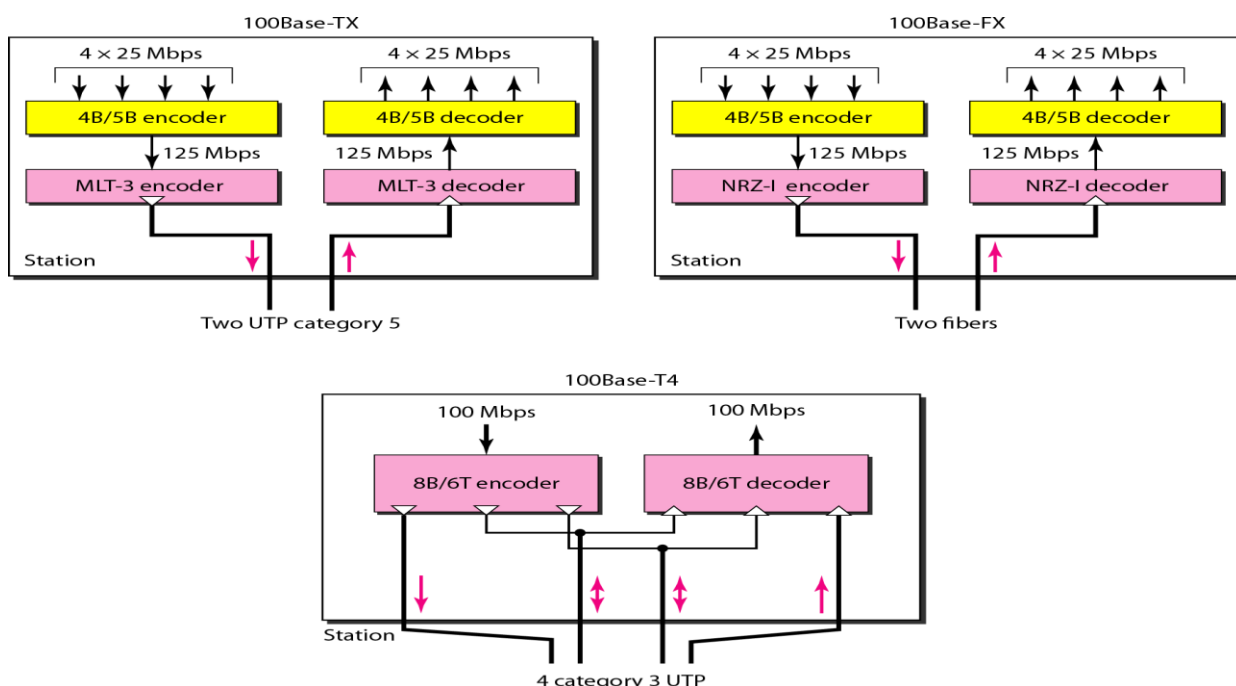 100Base-TX
4 × 25 Mbps
4 × 25 Mbps
4B/5B encoder
4B/5B decoder
125 Mbps
125 Mbps
MLT-3 encoder
MLT-3 decoder
Station
Two UTP category 5
100Base-FX
4 × 25 Mbps
4 × 25 Mbps
4B/5B encoder
4B/5B decoder
125 Mbps
125 Mbps
NRZ-I encoder
NRZ-I decoder
Station
Two fibers
100Base-T4
100 Mbps
100 Mbps
8B/6T encoder
8B/6T decoder
Station
4 category 3 UTP